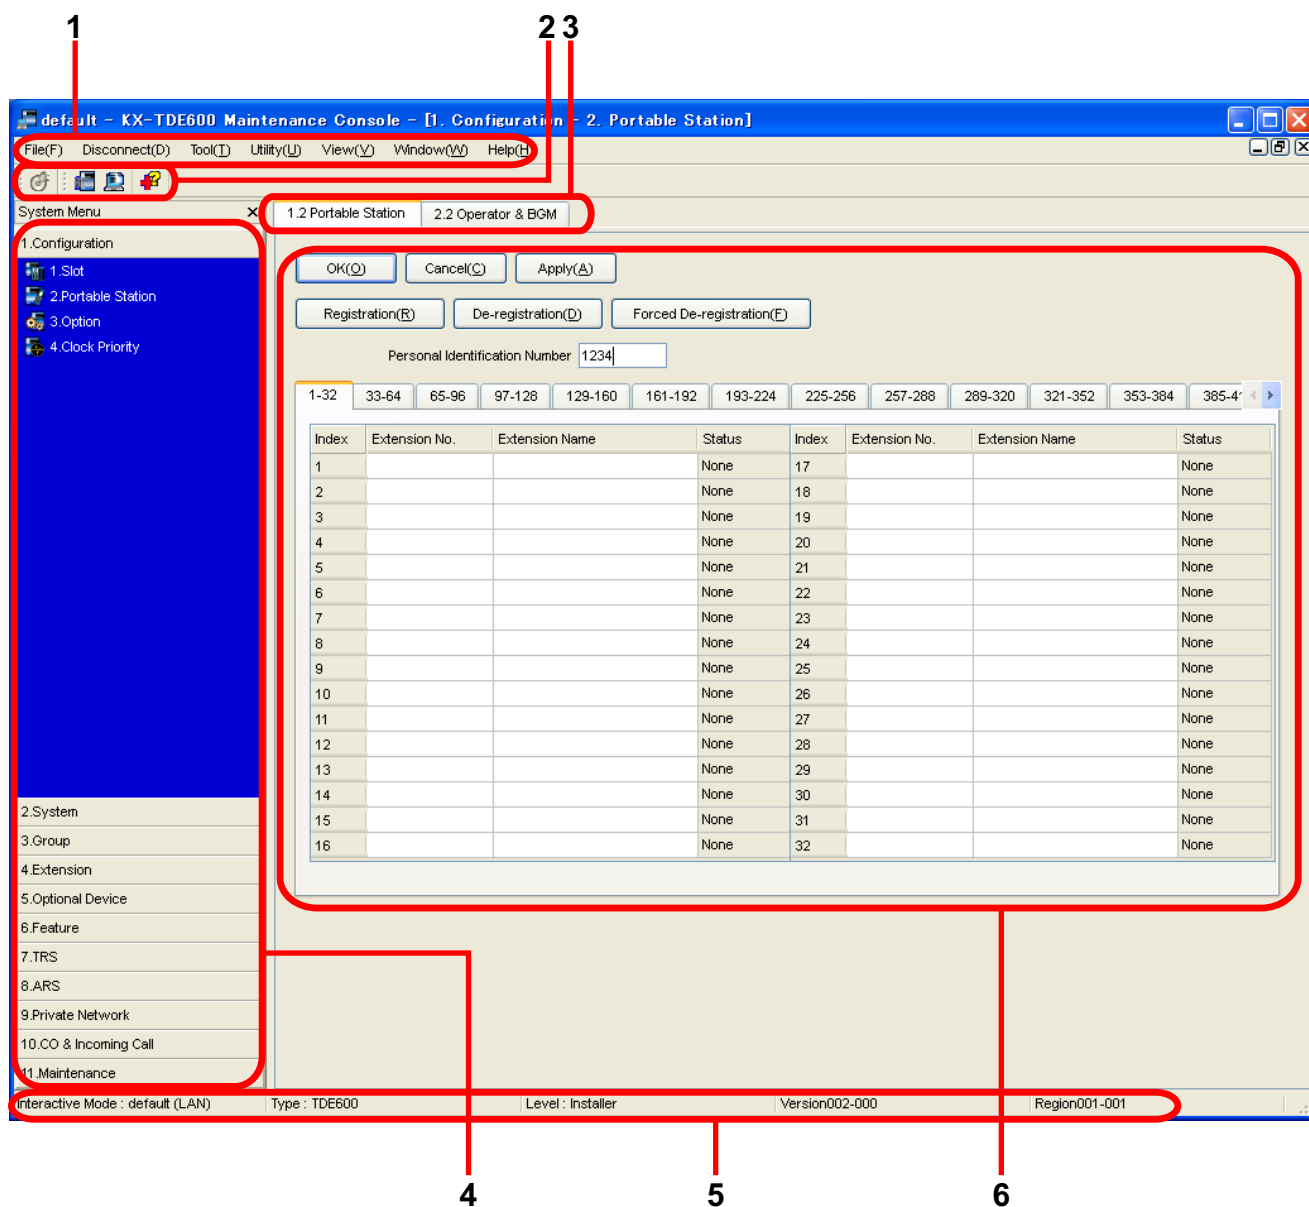 1
2 3
default - KX-TDE600 Maintenance Console - [1. Configuration - 2. Portable Station]
File(F) Disconnect(D) Tool(T) Utility(U) View(V) Window(W) Help(H)
System Menu
1.2 Portable Station 2.2 Operator & BGM
1.Configuration
1.Slot
2.Portable Station
3.Option
4.Clock Priority
OK(O) Cancel(C) Apply(A)
Registration(R) De-registration(D) Forced De-registration(F)
Personal Identification Number 1234
1-32 33-64 65-96 97-128 129-160 161-192 193-224 225-256 257-288 289-320 321-352 353-384
Index Extension No. Extension Name Status Index Extension No. Extension Name Status
1 None 17 None
2 None 18 None
3 None 19 None
4 None 20 None
5 None 21 None
6 None 22 None
7 None 23 None
8 None 24 None
9 None 25 None
10 None 26 None
11 None 27 None
12 None 28 None
13 None 29 None
14 None 30 None
15 None 31 None
16 None 32 None
2.System
3.Group
4.Extension
5.Optional Device
6.Feature
7.TRS
8.ARS
9.Private Network
10.CO & Incoming Call
11.Maintenance
Interactive Mode : default (LAN) Type : TDE600 Level : Installer Version002-000 Region001-001
4 5 6